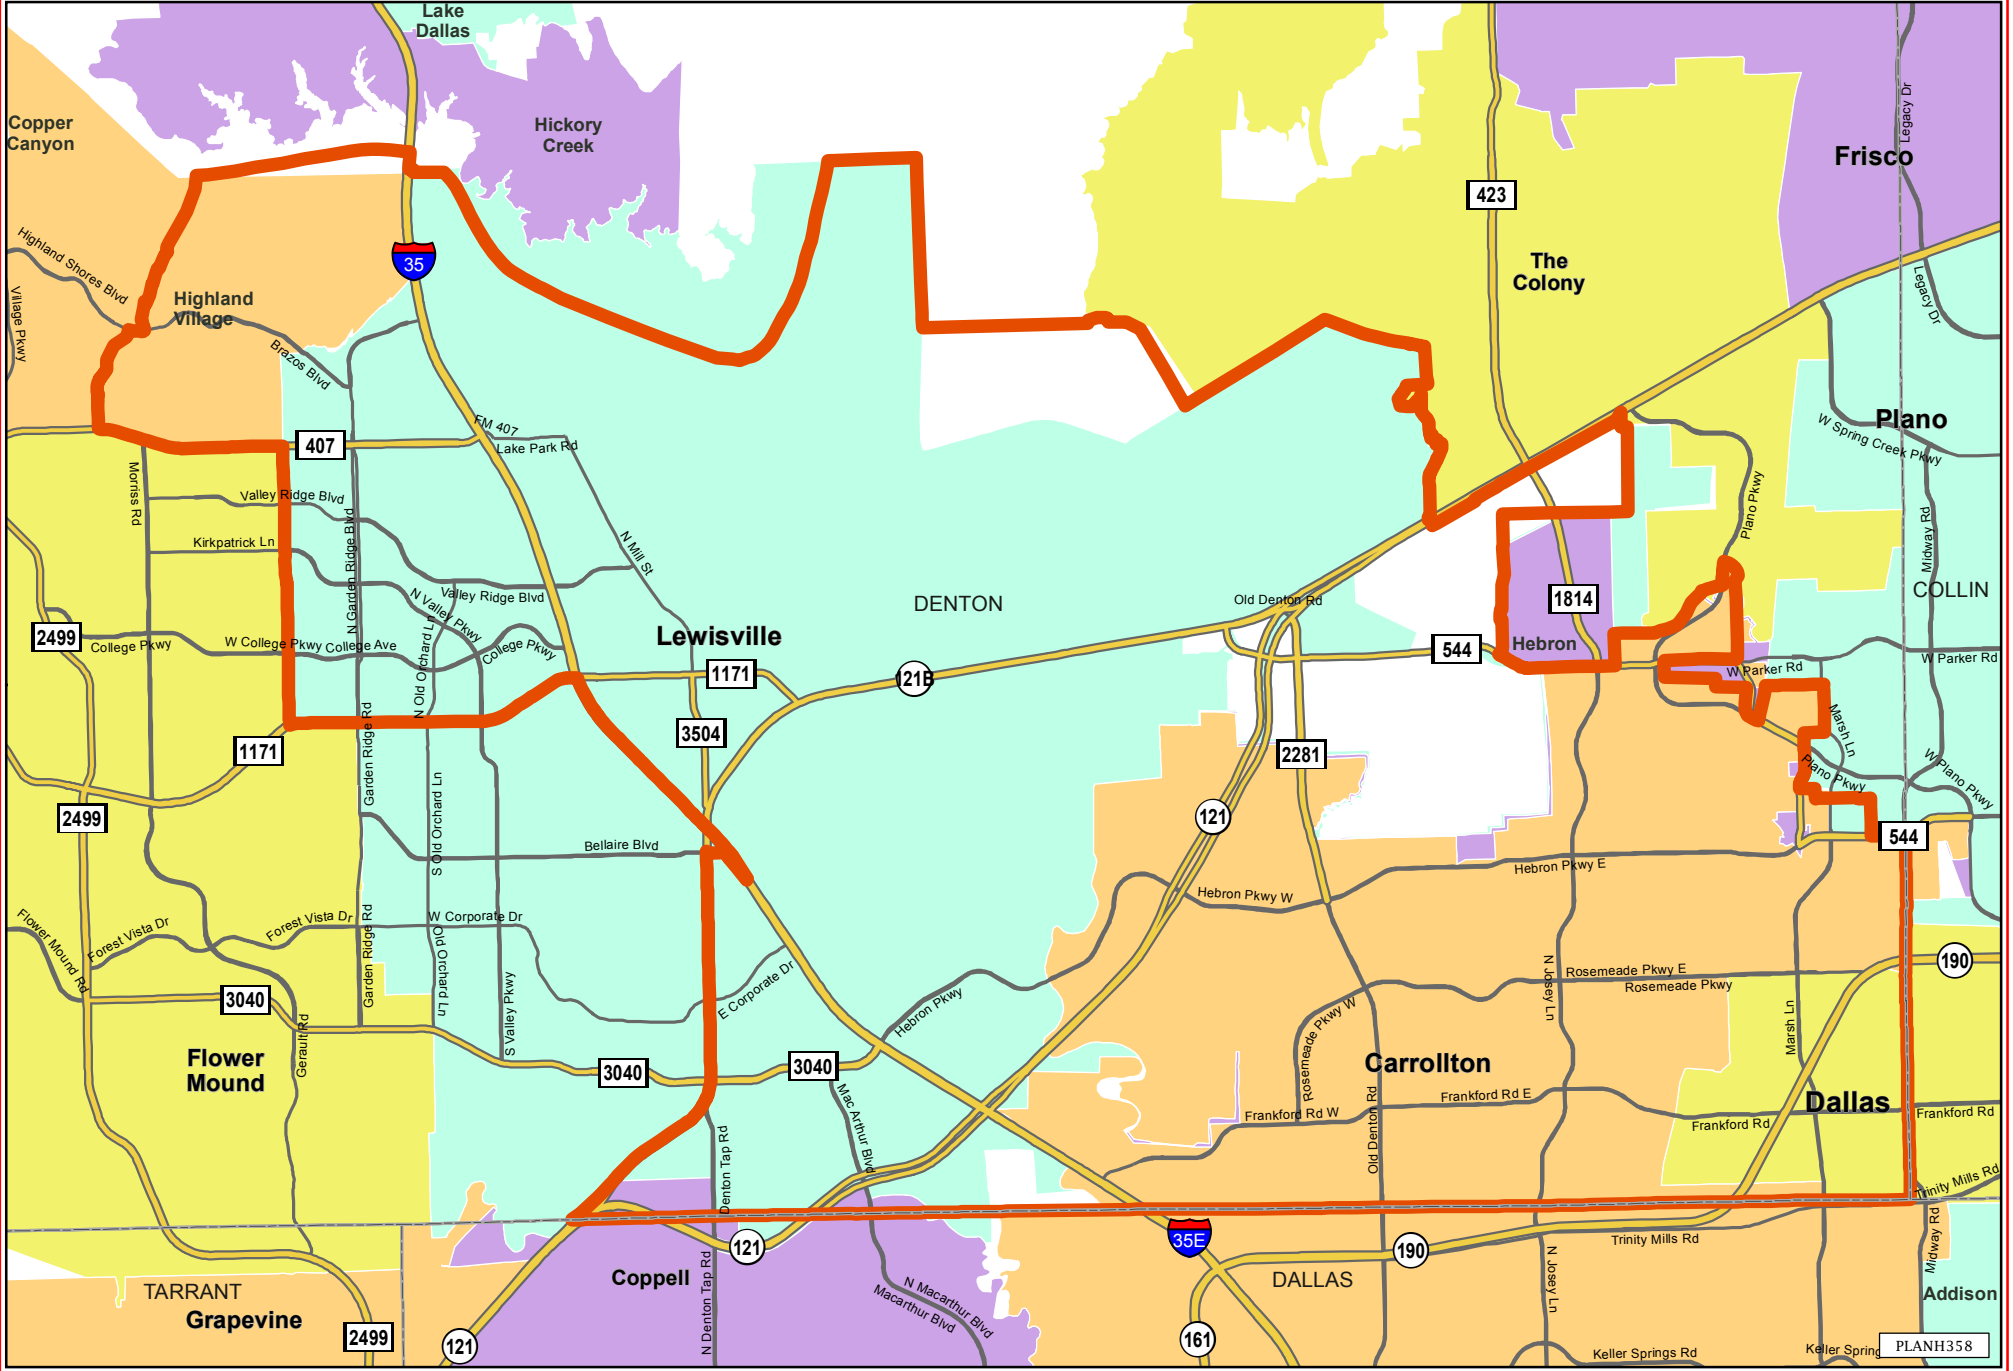 Lake
Dallas
Copper
Canyon
Hickory
Creek
Legacy Dr
Frisco
423
Highland Shores Blvd
35
The
Colony
Village Pkwy
Highland
Village
Legacy Dr
Brazos Blvd
Plano
FM 407
W Spring Creek Pkwy
407
Lake Park Rd
Morriss Rd
Valley Ridge Blvd
Plano Pkwy
N Garden Ridge Blvd
Midway Rd
Kirkpatrick Ln
N Mill St
COLLIN
DENTON
Old Denton Rd
1814
Valley Ridge Blvd
N Valley Pkwy
2499
College Pkwy
W College Pkwy
College Ave
N Old Orchard Ln
College Pkwy
Lewisville
544
Hebron
W Parker Rd
W Parker Rd
1171
121B
Marsh Ln
3504
1171
Garden Ridge Rd
2281
W Plano Pkwy
Plano Pkwy
2499
S Old Orchard Ln
121
544
Bellaire Blvd
Hebron Pkwy E
Hebron Pkwy W
Flower Mound Rd
Forest Vista Dr
Forest Vista Dr
Garden Ridge Rd
W Corporate Dr
Old Orchard Ln
190
N Josey Ln
Rosemeade Pkwy E
Rosemeade Pkwy
E Corporate Dr
3040
S Valley Pkwy
Hebron Pkwy
Marsh Ln
Gerault Rd
Rosemeade Pkwy W
Flower
Mound
3040
3040
Carrollton
Mac Arthur Blvd
Old Denton Rd
Frankford Rd E
Dallas
Frankford Rd W
Frankford Rd
Frankford Rd
Denton Tap Rd
Trinity Mills Rd
35E
121
190
Trinity Mills Rd
Midway Rd
Coppell
N Denton Tap Rd
N Macarthur Blvd
Macarthur Blvd
DALLAS
N Josey Ln
TARRANT
Grapevine
Addison
2499
121
161
Keller Springs Rd
Keller Spring
PLANH358